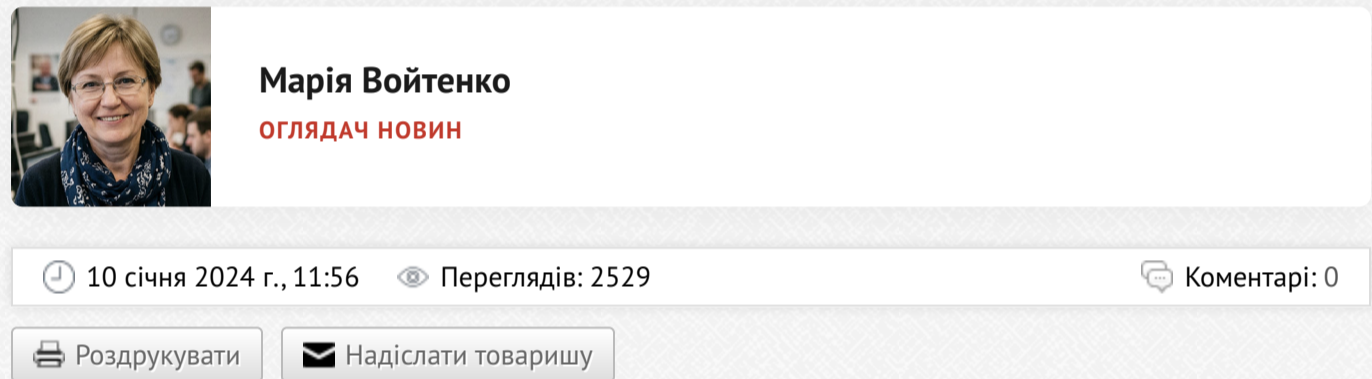 Марія Войтенко
ОГЛЯДАЧ НОВИН
10 січня 2024 г., 11:56 Переглядів: 2529 Коментарі: 0
Роздрукувати Надіслати товаришу